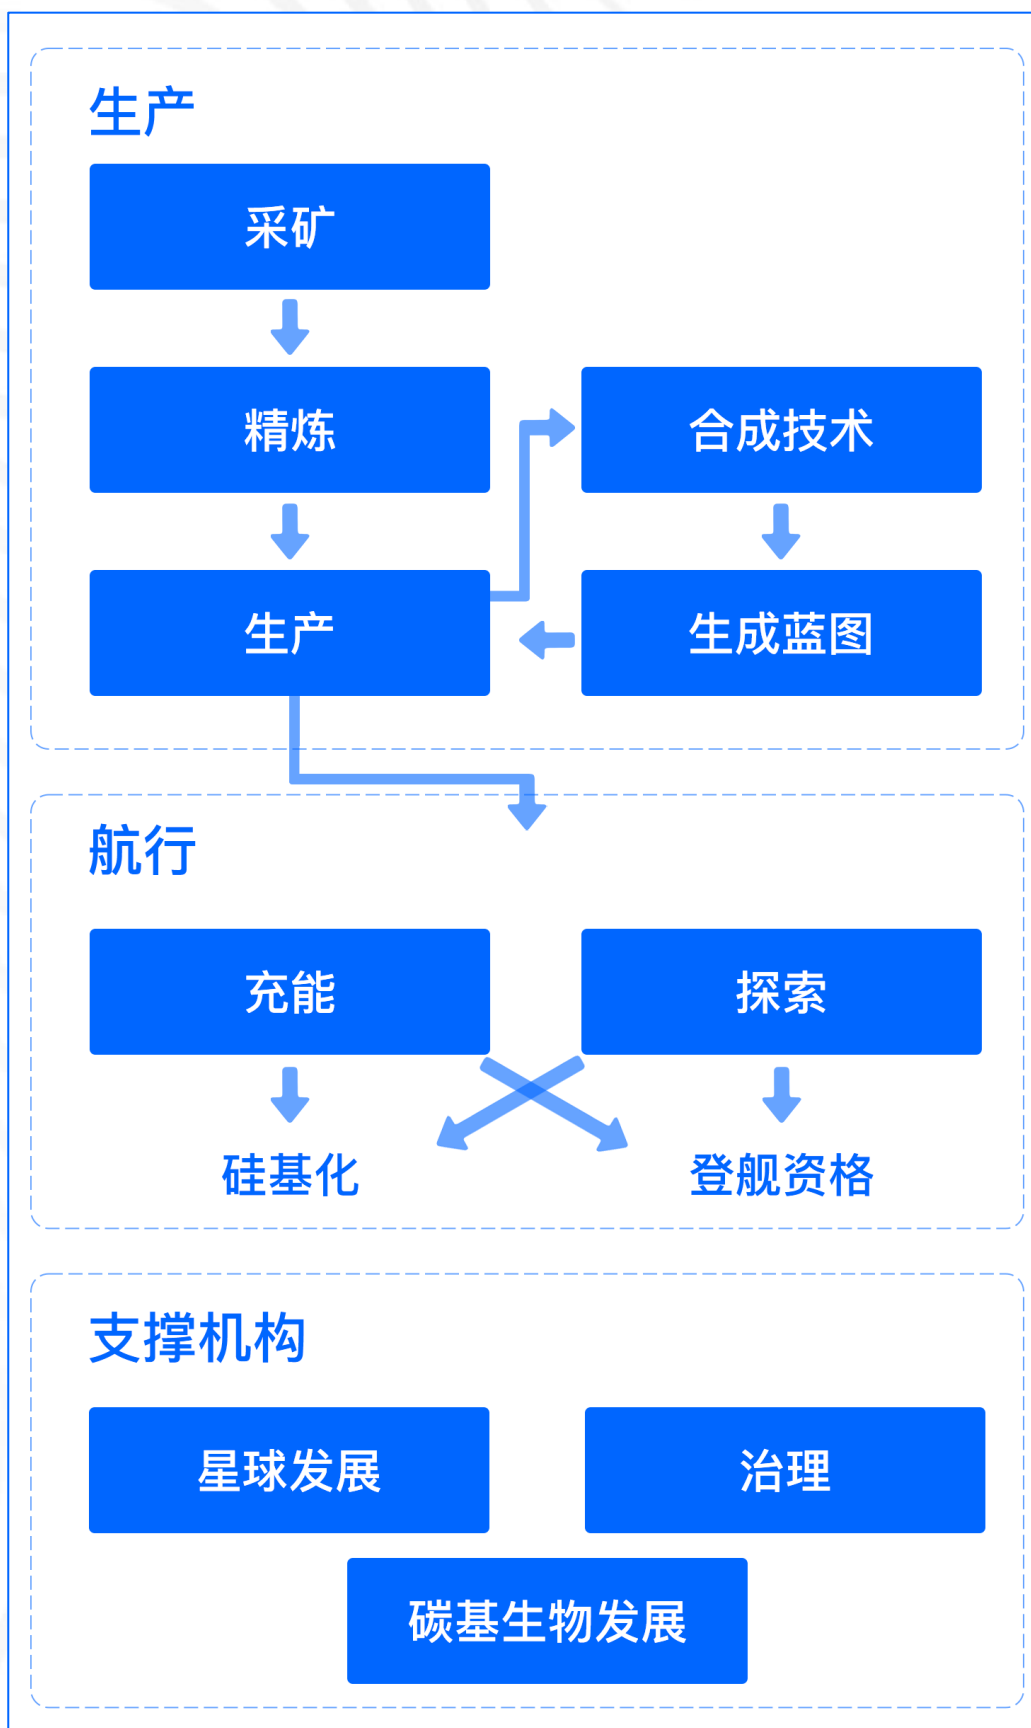 生产
采矿
精炼
合成技术
生产
生成蓝图
航行
充能
探索
硅基化
登舰资格
支撑机构
星球发展
治理
碳基生物发展